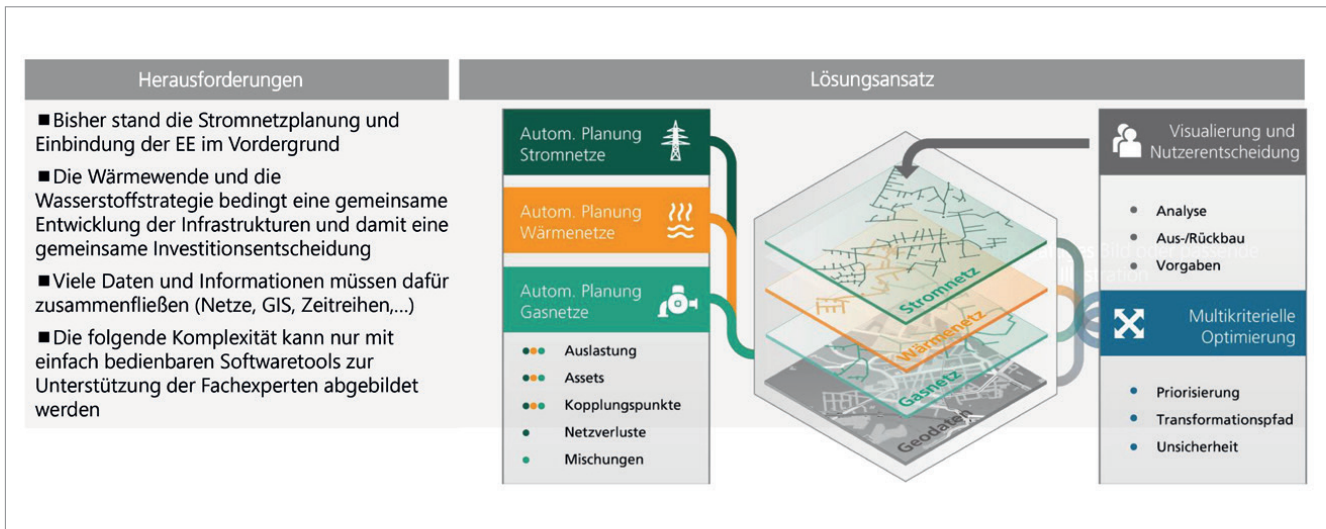 Herausforderungen
■Bisher stand die Stromnetzplanung und
Einbindung der EE im Vordergrund
■Die Wärmewende und die
Wasserstoffstrategie bedingt eine gemeinsame
Entwicklung der Infrastrukturen und damit eine
gemeinsame Investitionsentscheidung
■Viele Daten und Informationen müssen dafür
zusammenfließen (Netze, GIS, Zeitreihen,...)
■Die folgende Komplexität kann nur mit
einfach bedienbaren Softwaretools zur
Unterstützung der Fachexperten abgebildet
werden
Lösungsansatz
Autom. Planung
Stromnetze
Autom. Planung
Wärmenetze
Autom. Planung
Gasnetze
Auslastung
Assets
Kopplungspunkte
• Netzverluste
• Mischungen
Stromnetz
Wärmenetz
Gasnetz
Geodaten
Visualierung und
Nutzerentscheidung
• Analyse
• Aus-/Rückbau
• Vorgaben
Bild oder passende
Multikriterielle
Optimierung
• Priorisierung
• Transformationspfad
• Unsicherheit